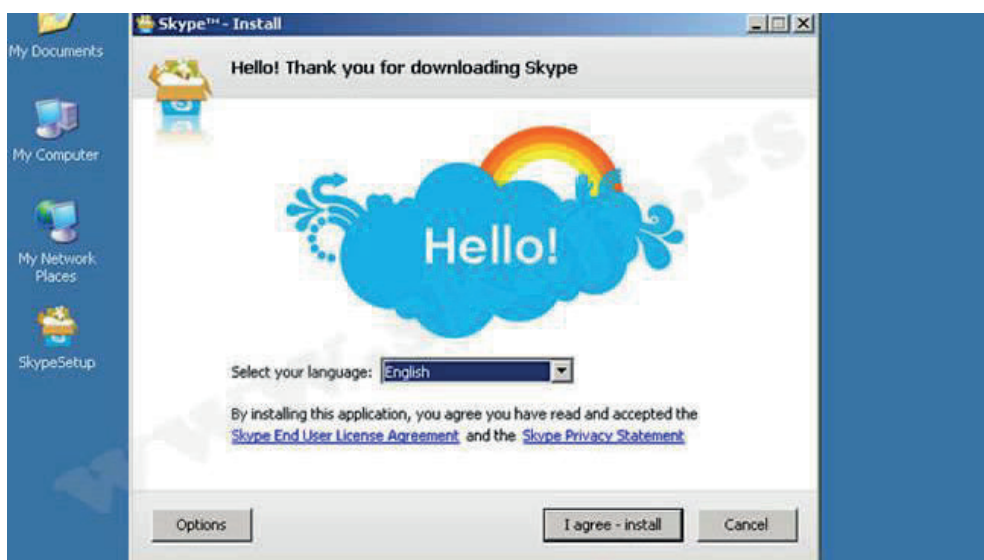 Skype™ - Install
My Documents
Hello! Thank you for downloading Skype
My Computer
Hello!
My Network
Places
SkypeSetup
Select your language: English
By installing this application, you agree you have read and accepted the
Skype End User License Agreement and the Skype Privacy Statement
Options
I agree - install
Cancel